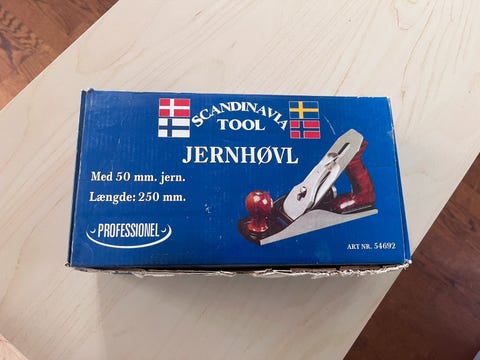 SCANDINAVIA
TOOL
JERNHØVL
Med 50 mm. jern.
Længde: 250 mm.
PROFESSIONEL
ART NR. 54692